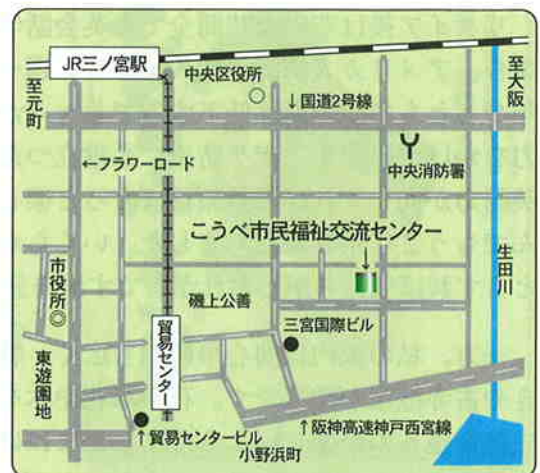 JR三ノ宮駅
中央区役所
至元町
至大阪
↓国道2号線
←フラワーロード
中央消防署
こうべ市民福祉交流センター
↓
生田川
市役所
磯上公善
三宮国際ビル
貿易センター
東遊園地
↑貿易センタービル
↑阪神高速神戸西宮線
小野浜町